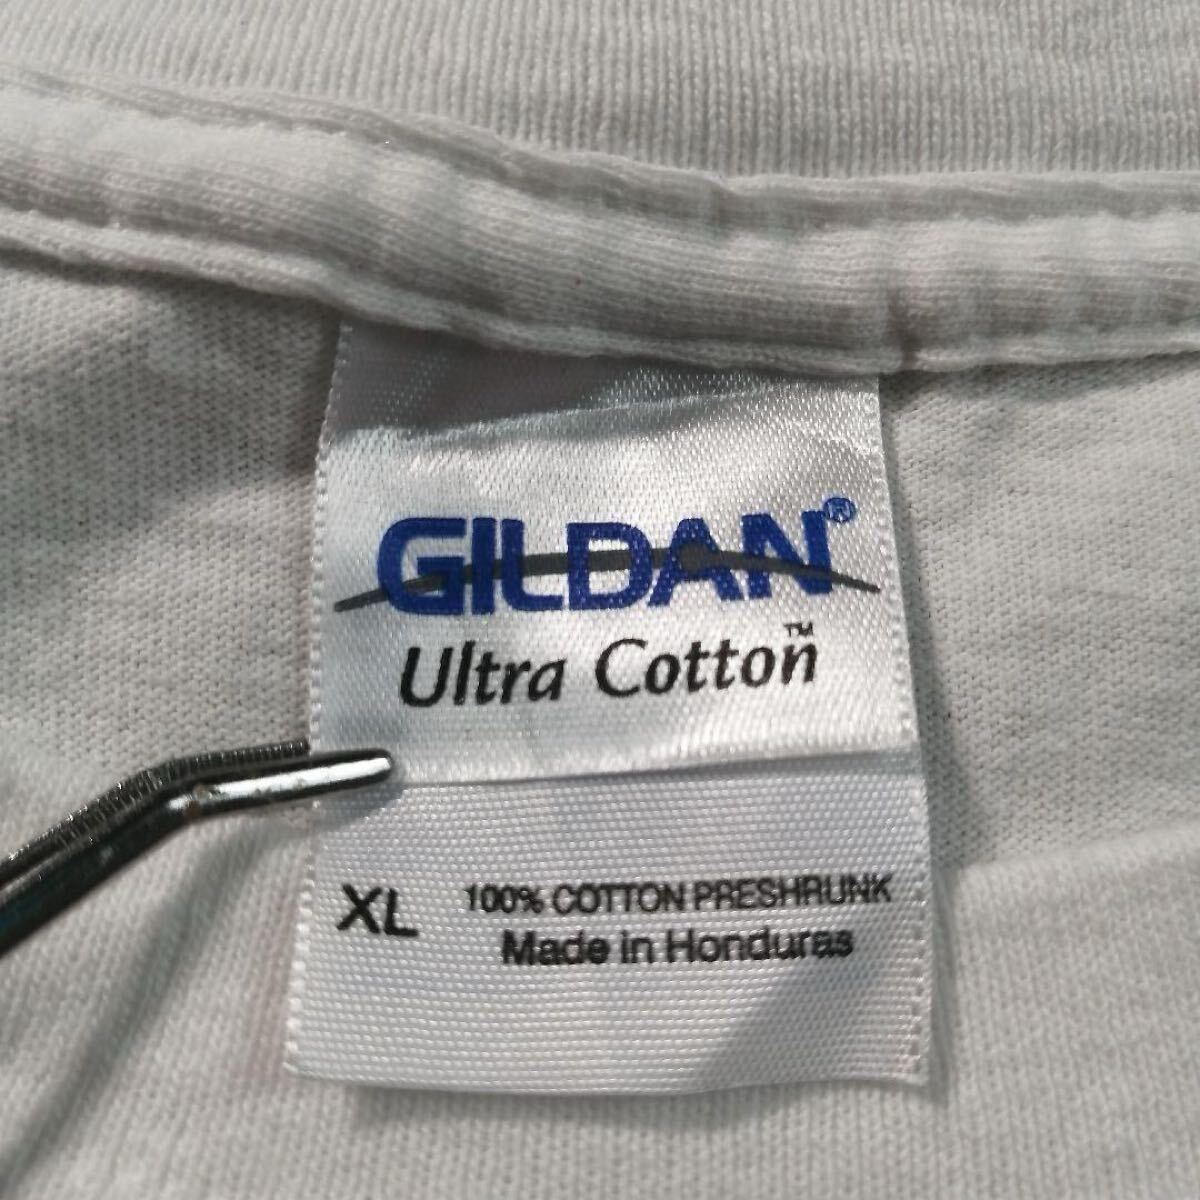 GILDAN®
Ultra Cotton™
XL 100% COTTON PRESHRUNK
Made in Honduras